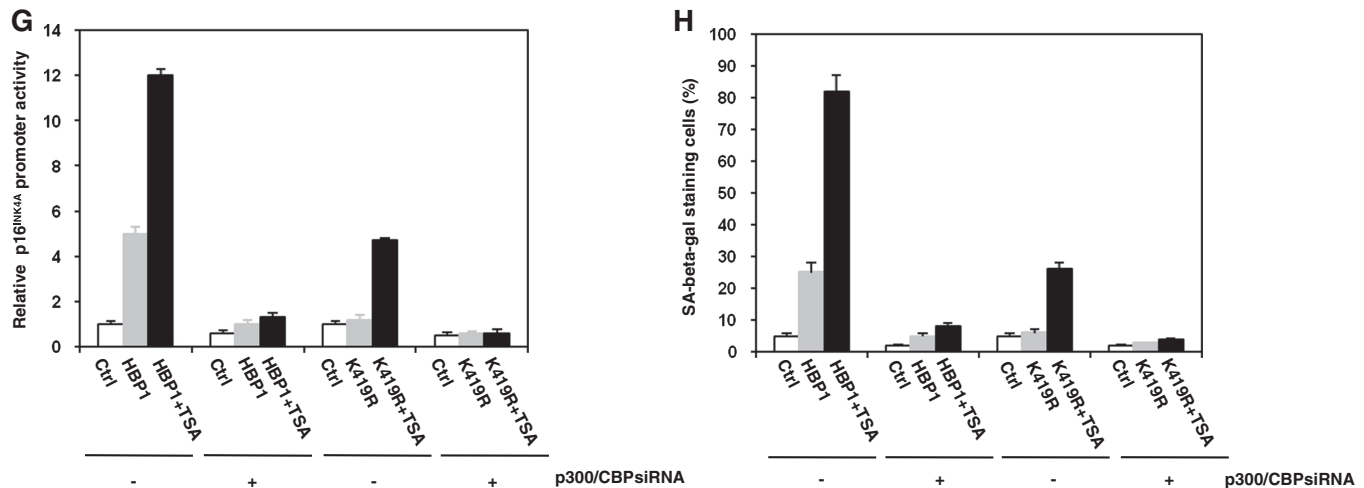 G
Relative p16INK4A promoter activity
14
12
10
8
6
4
2
0
Ctrl
HBP1
HBP1+TSA
Ctrl
HBP1
HBP1+TSA
Ctrl
K419R
K419R+TSA
Ctrl
K419R
K419R+TSA
- + - + p300/CBPsiRNA
H
SA-beta-gal staining cells (%)
100
90
80
70
60
50
40
30
20
10
0
Ctrl
HBP1
HBP1+TSA
Ctrl
HBP1
HBP1+TSA
Ctrl
K419R
K419R+TSA
Ctrl
K419R
K419R+TSA
- + - + p300/CBPsiRNA